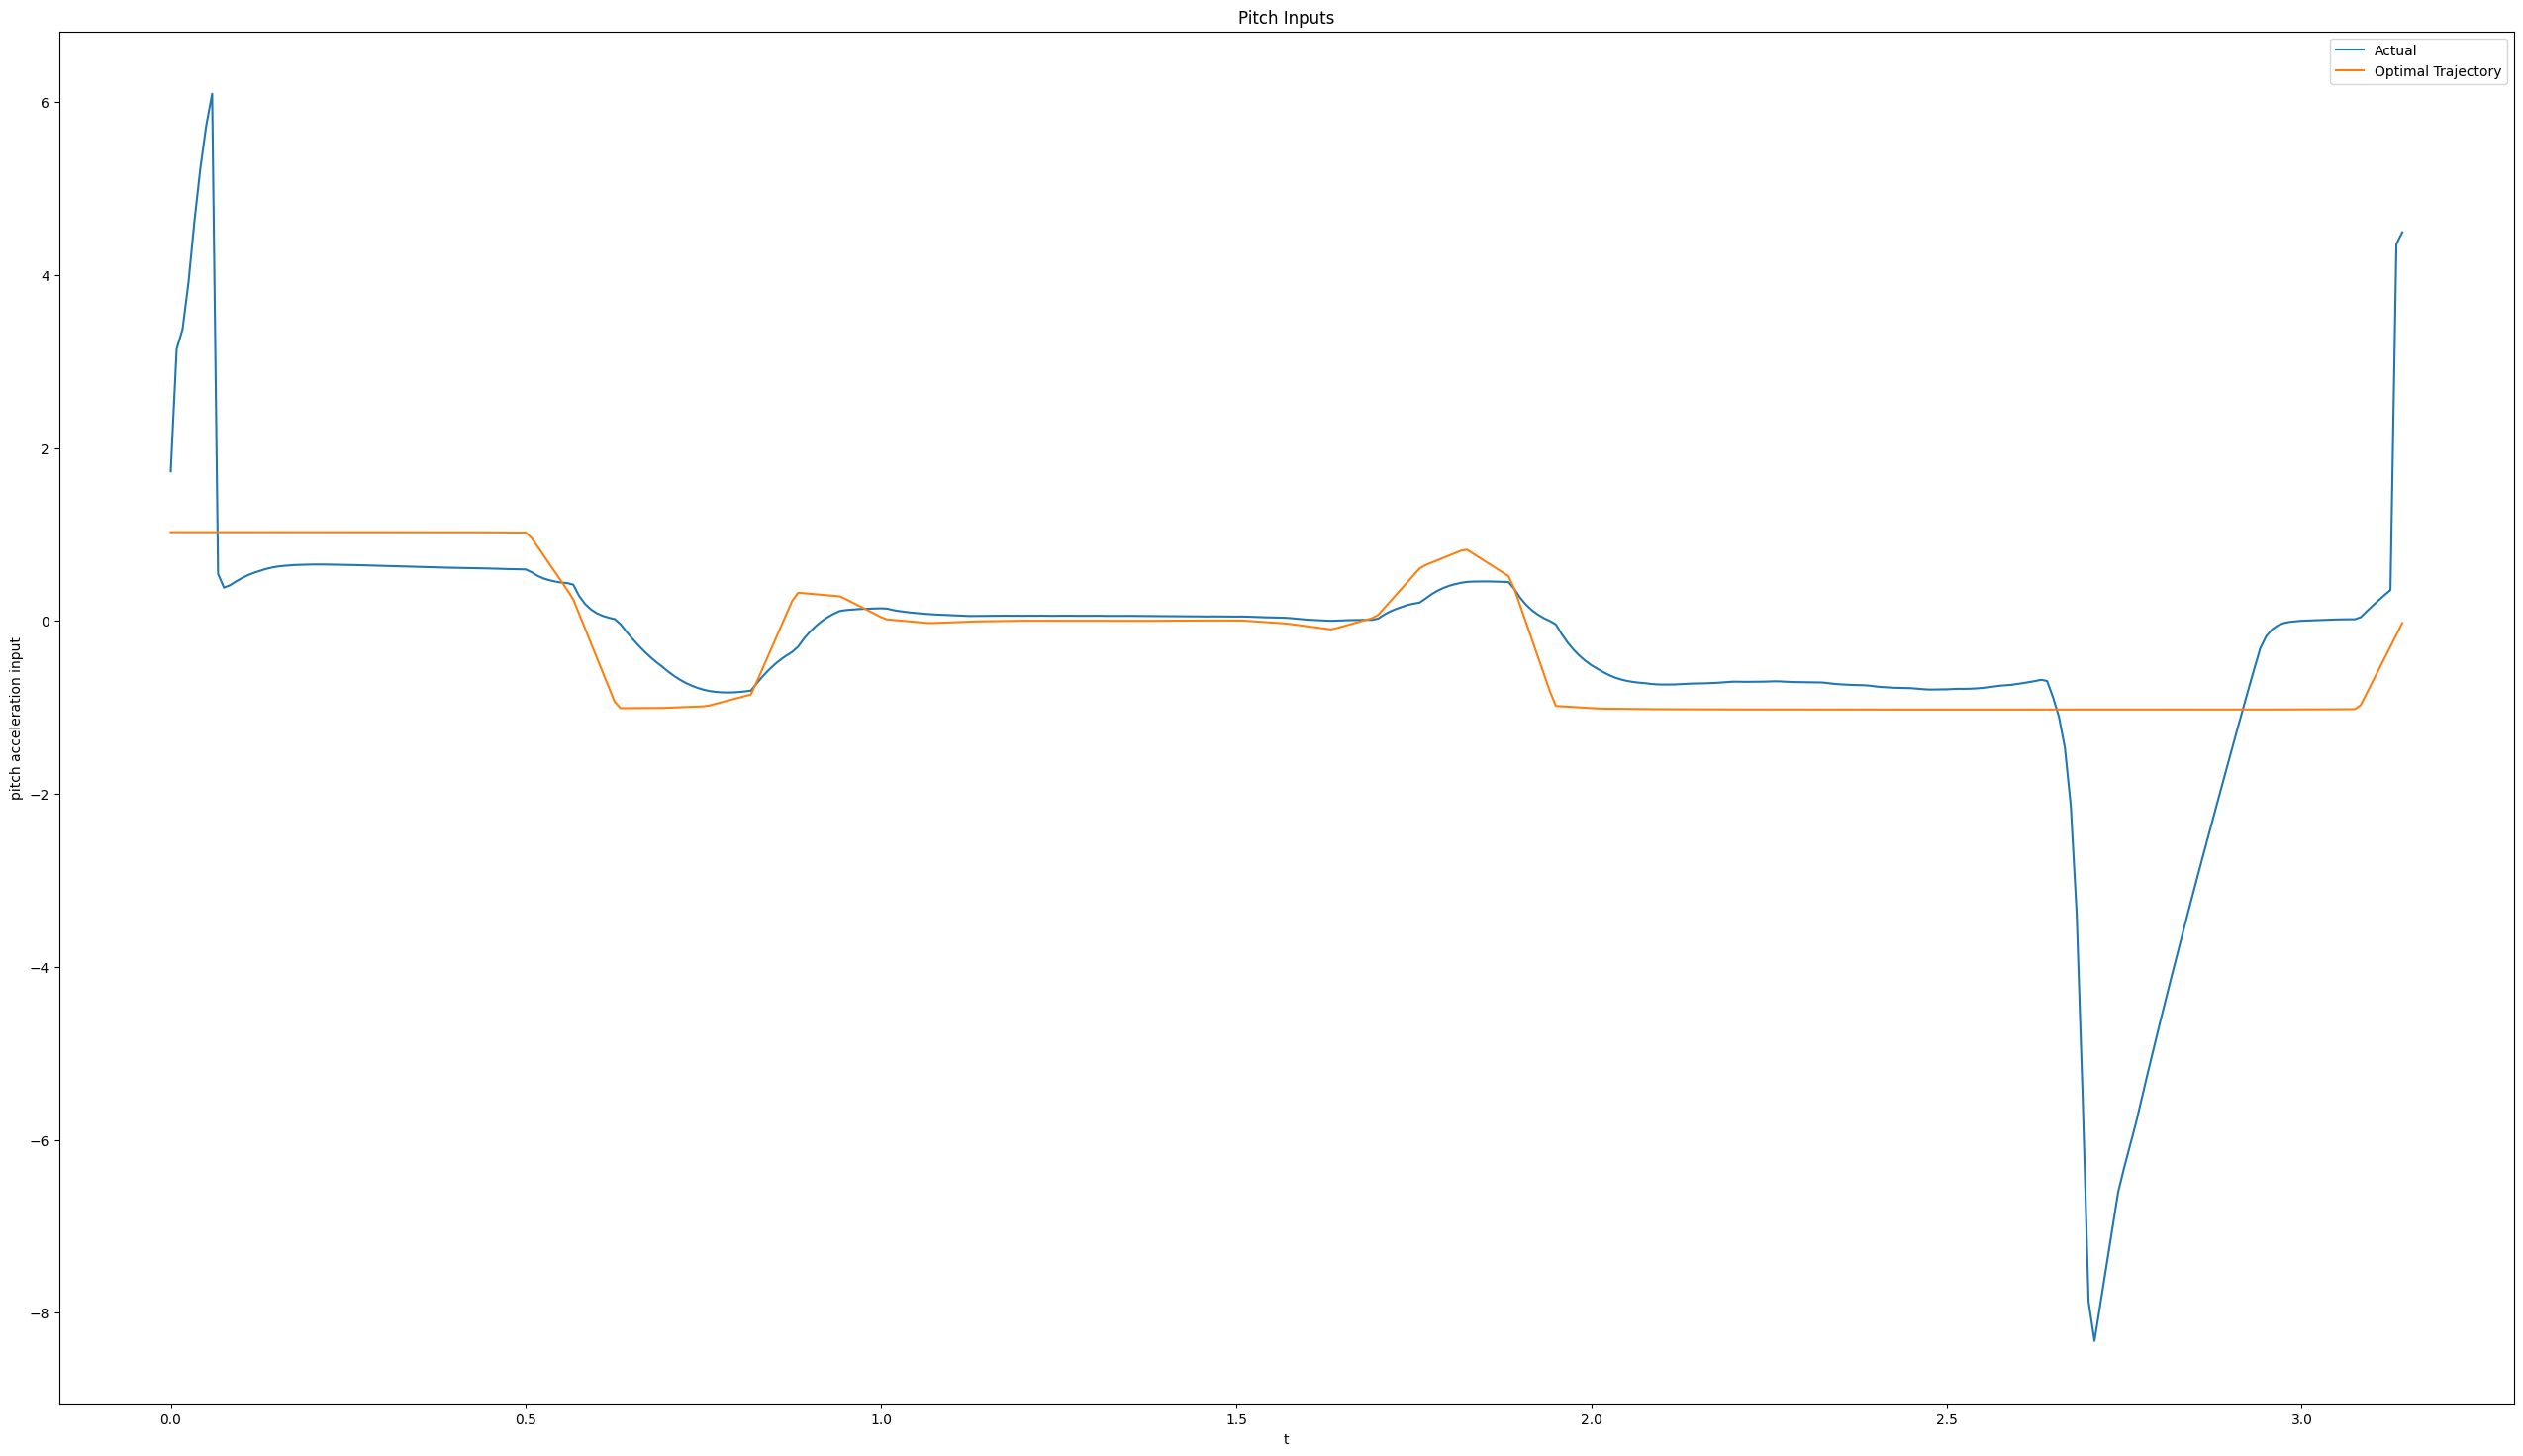 Pitch Inputs
Actual
Optimal Trajectory
6
4
2
0
−2
−4
−6
−8
pitch acceleration input
0.0 0.5 1.0 1.5 2.0 2.5 3.0
t